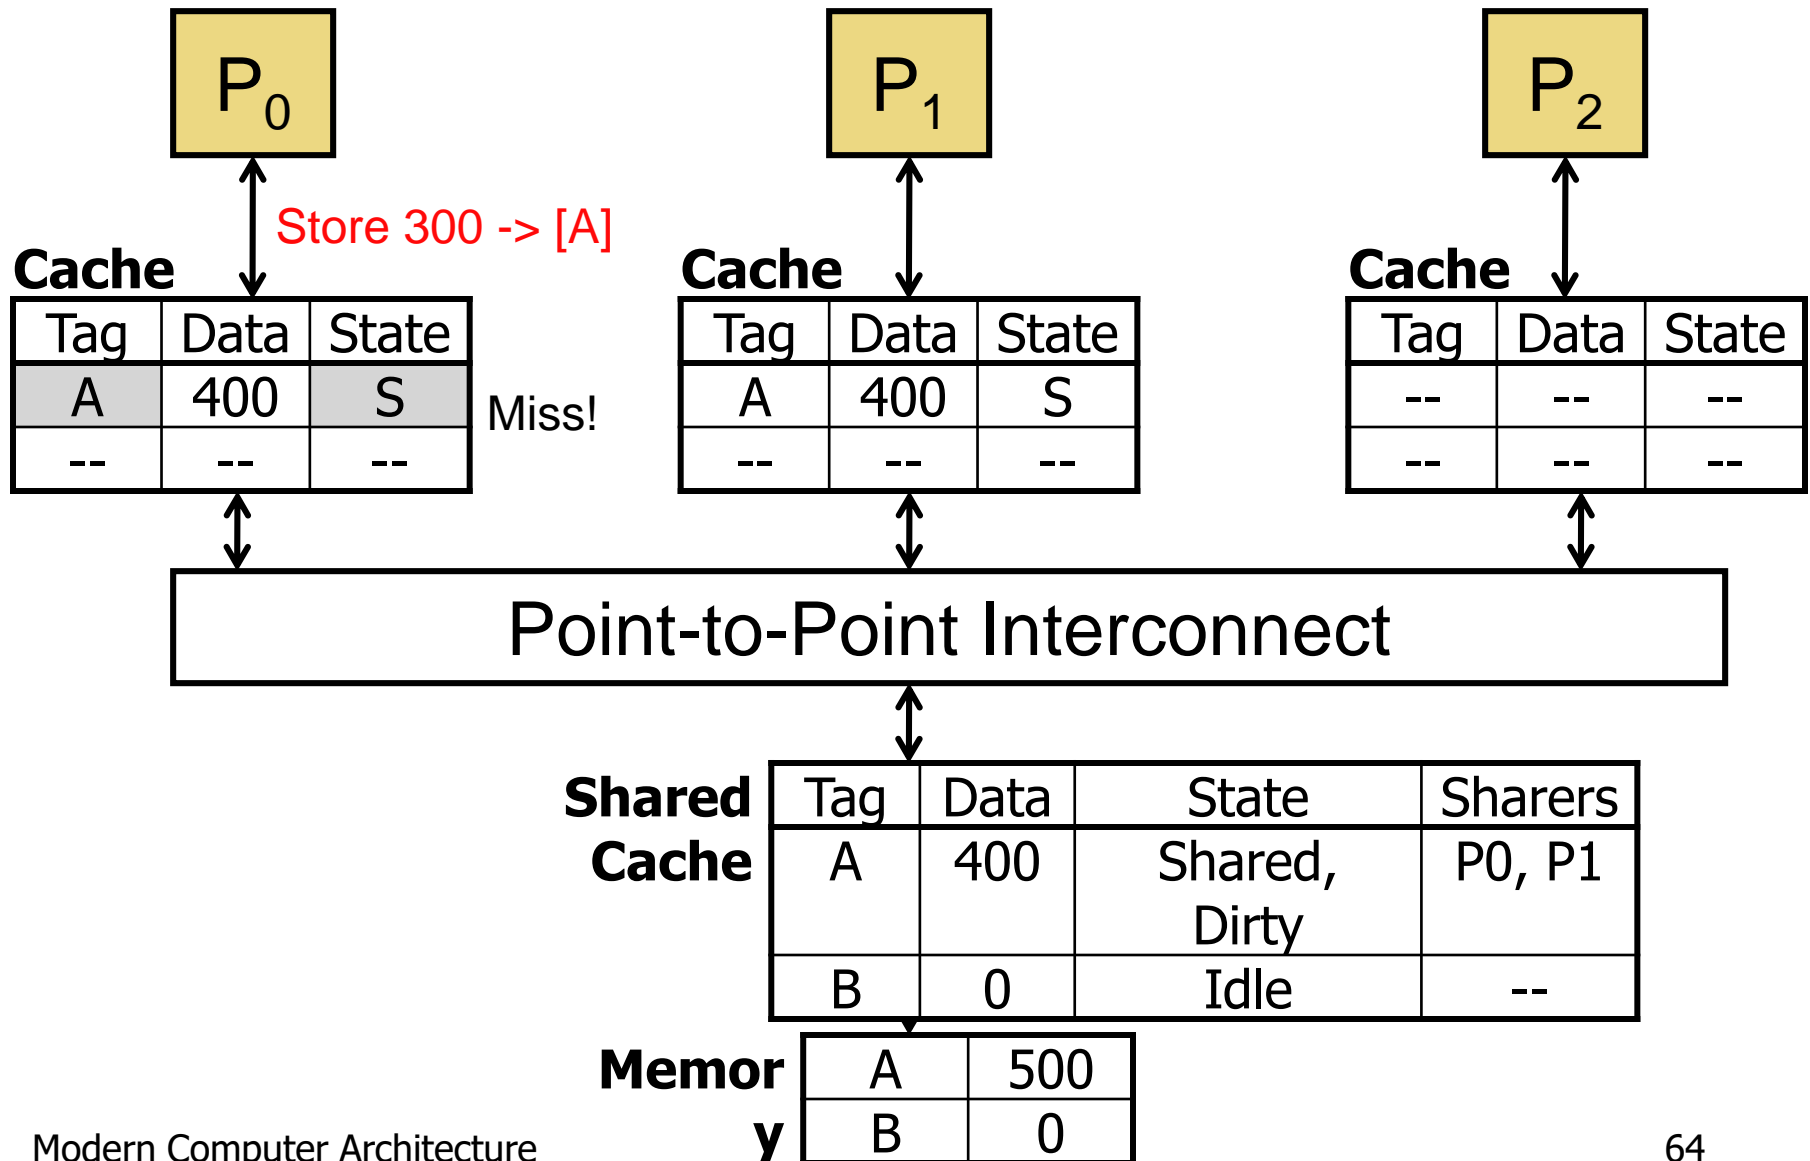 P0 P1 P2
Store 300 -> [A]
Cache Cache Cache
Tag Data State Tag Data State Tag Data State
A 400 S Miss! A 400 S -- -- --
-- -- -- -- -- -- -- -- --
Point-to-Point Interconnect
Shared Tag Data State Sharers
Cache A 400 Shared, P0, P1
Dirty
B 0 Idle --
Memor A 500
y B 0
Modern Computer Architecture 64